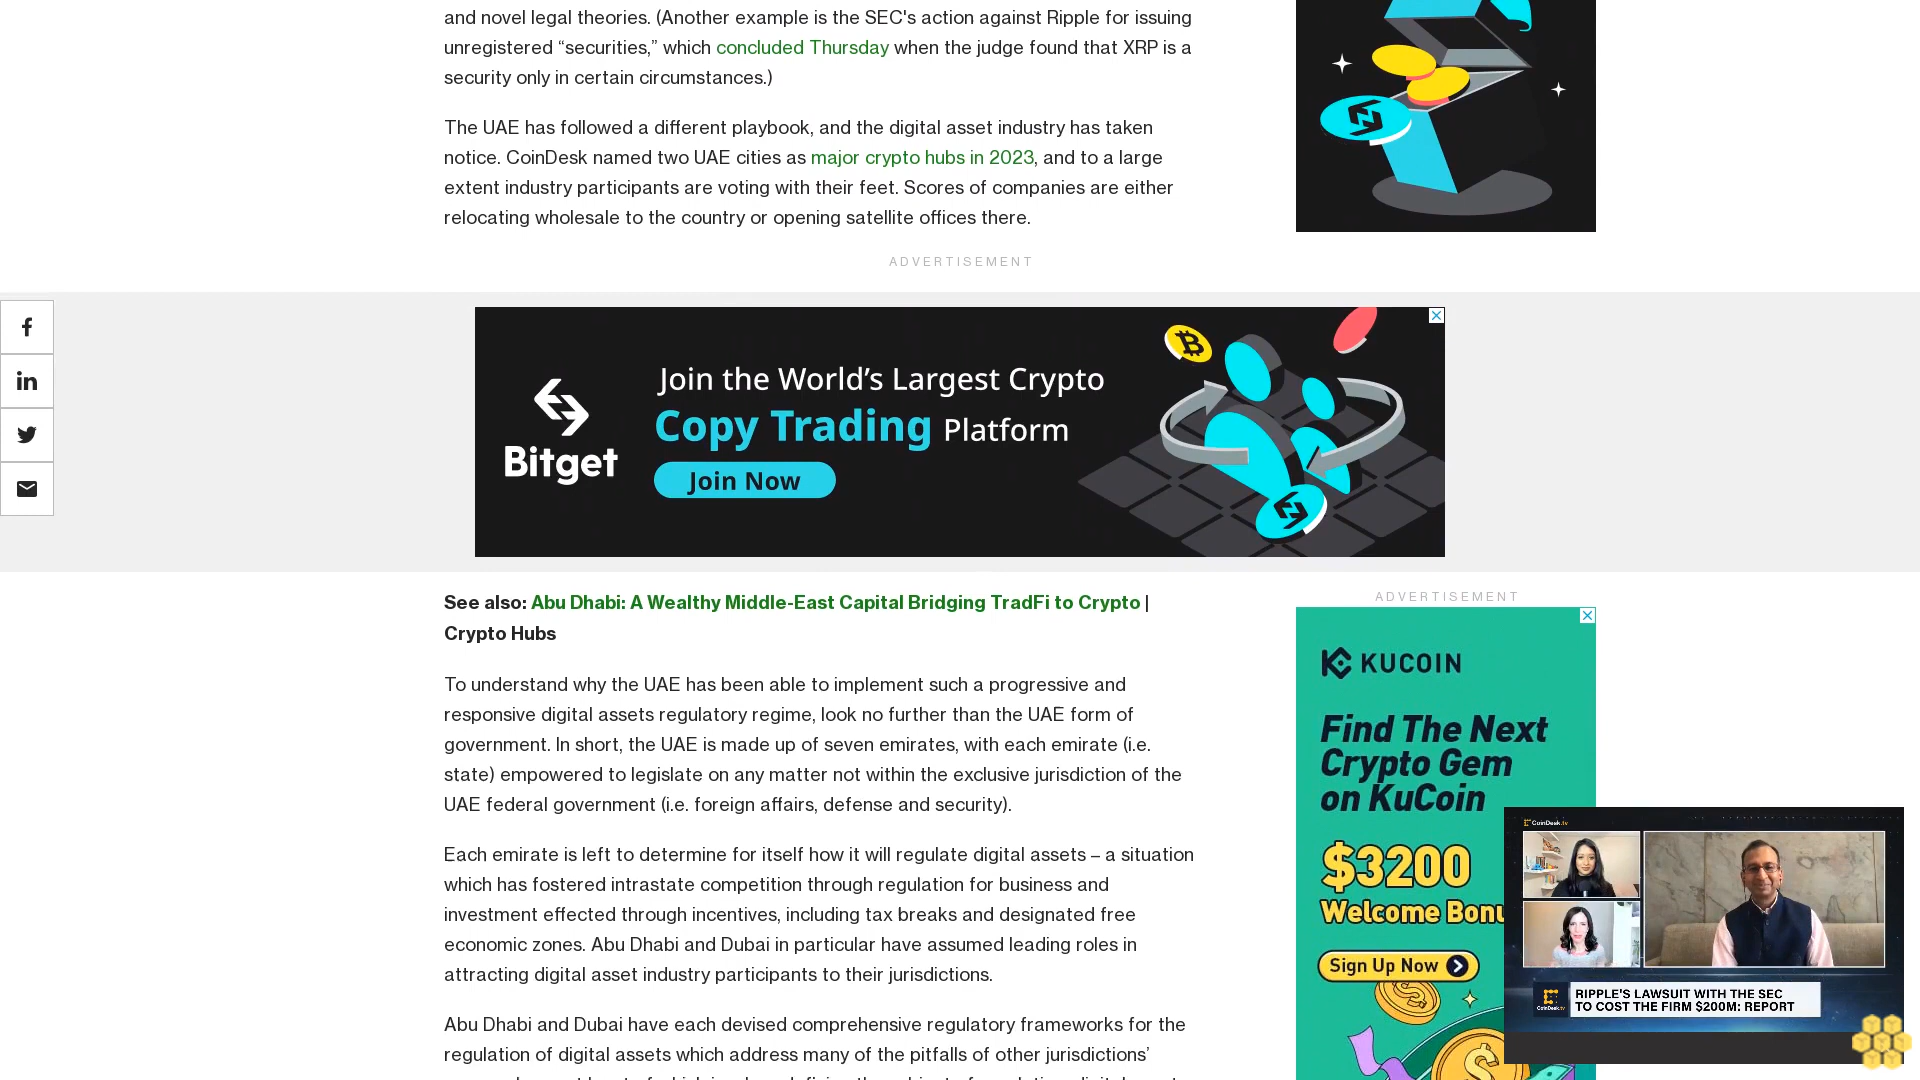 and novel legal theories. (Another example is the SEC's action against Ripple for issuing
unregistered “securities,” which concluded Thursday when the judge found that XRP is a
security only in certain circumstances.)
The UAE has followed a different playbook, and the digital asset industry has taken
notice. CoinDesk named two UAE cities as major crypto hubs in 2023, and to a large
extent industry participants are voting with their feet. Scores of companies are either
relocating wholesale to the country or opening satellite offices there.
ADVERTISEMENT
Bitget
Join the World’s Largest Crypto
Copy Trading Platform
Join Now
See also: Abu Dhabi: A Wealthy Middle-East Capital Bridging TradFi to Crypto |
Crypto Hubs
To understand why the UAE has been able to implement such a progressive and
responsive digital assets regulatory regime, look no further than the UAE form of
government. In short, the UAE is made up of seven emirates, with each emirate (i.e.
state) empowered to legislate on any matter not within the exclusive jurisdiction of the
UAE federal government (i.e. foreign affairs, defense and security).
Each emirate is left to determine for itself how it will regulate digital assets – a situation
which has fostered intrastate competition through regulation for business and
investment effected through incentives, including tax breaks and designated free
economic zones. Abu Dhabi and Dubai in particular have assumed leading roles in
attracting digital asset industry participants to their jurisdictions.
Abu Dhabi and Dubai have each devised comprehensive regulatory frameworks for the
regulation of digital assets which address many of the pitfalls of other jurisdictions’
ADVERTISEMENT
KUCOIN
Find The Next
Crypto Gem
on KuCoin
$3200
Welcome Bonu
Sign Up Now
CoinDesk.tv
CoinDesk.tv
RIPPLE'S LAWSUIT WITH THE SEC
TO COST THE FIRM $200M: REPORT